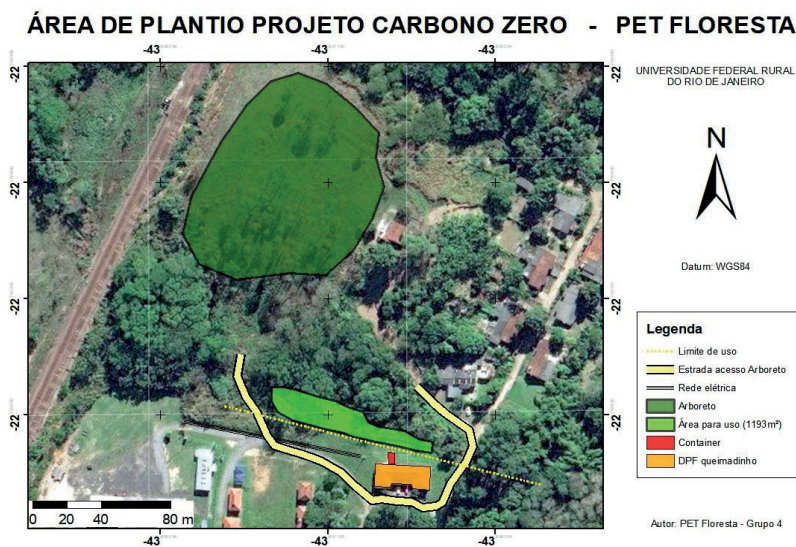 ÁREA DE PLANTIO PROJETO CARBONO ZERO - PET FLORESTA
-43 -43 -43
-22 -22
-22 -22
-22 -22
-22 -22
-43 -43 -43
0 20 40 80 m
UNIVERSIDADE FEDERAL RURAL
DO RIO DE JANEIRO
N
Datum: WGS84
Legenda
Limite de uso
Estrada acesso Arboreto
Rede elétrica
Arboreto
Área para uso (1193m²)
Container
DPF queimadinho
Autor: PET Floresta - Grupo 4